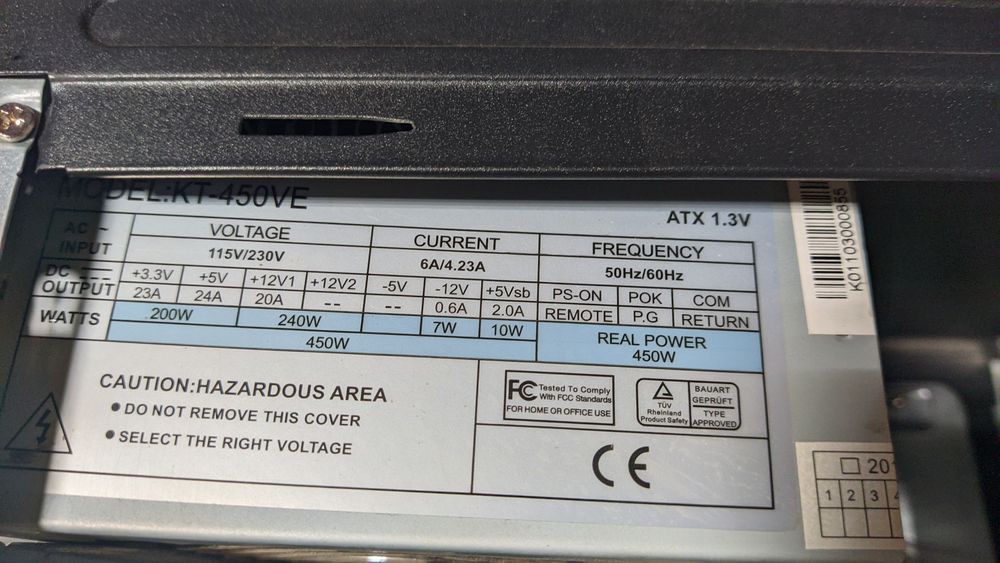 MODEL:KT-450VE
ATX 1.3V
AC ~ INPUT
VOLTAGE
CURRENT
FREQUENCY
115V/230V
6A/4.23A
50Hz/60Hz
DC OUTPUT
+3.3V +5V +12V1 +12V2 -5V -12V +5Vsb PS-ON POK COM
23A 24A 20A -- -- 0.6A 2.0A REMOTE P.G RETURN
WATTS
200W 240W -- 7W 10W
450W
REAL POWER
450W
CAUTION:HAZARDOUS AREA
• DO NOT REMOVE THIS COVER
• SELECT THE RIGHT VOLTAGE
FC Tested To Comply
With FCC Standards
FOR HOME OR OFFICE USE
TÜV
Rheinland
Product Safety
BAUART
GEPRÜFT
TYPE
APPROVED
CE
K01103000855
201
1 2 3